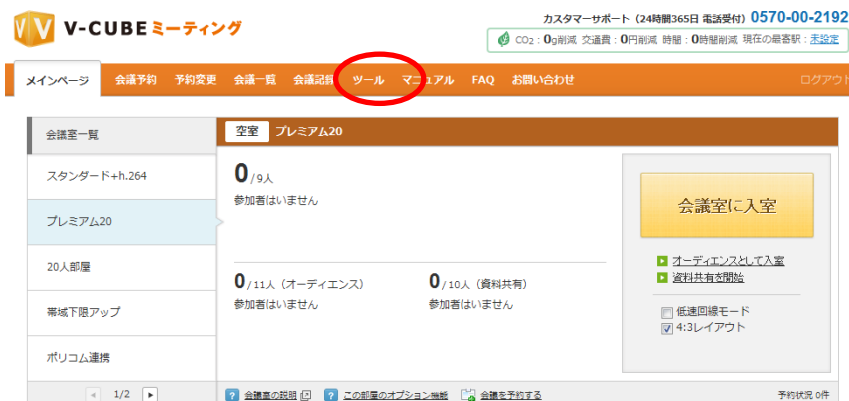 V-CUBE ミーティング
カスタマーサポート（24時間365日 電話受付）0570-00-2192
CO2：0g削減 交通費：0円削減 時間：0時間削減 現在の最寄駅：未設定
メインページ 会議予約 予約変更 会議一覧 会議記録 ツール マニュアル FAQ お問い合わせ ログアウト
会議室一覧
空室 プレミアム20
スタンダード+h.264
プレミアム20
20人部屋
帯域下限アップ
ポリコム連携
1/2
0/9人
参加者はいません
0/11人（オーディエンス） 0/10人（資料共有）
参加者はいません 参加者はいません
会議室に入室
オーディエンスとして入室
資料共有を開始
低速回線モード
4:3レイアウト
会議室の説明 この部屋のオプション機能 会議を予約する 予約状況 0件